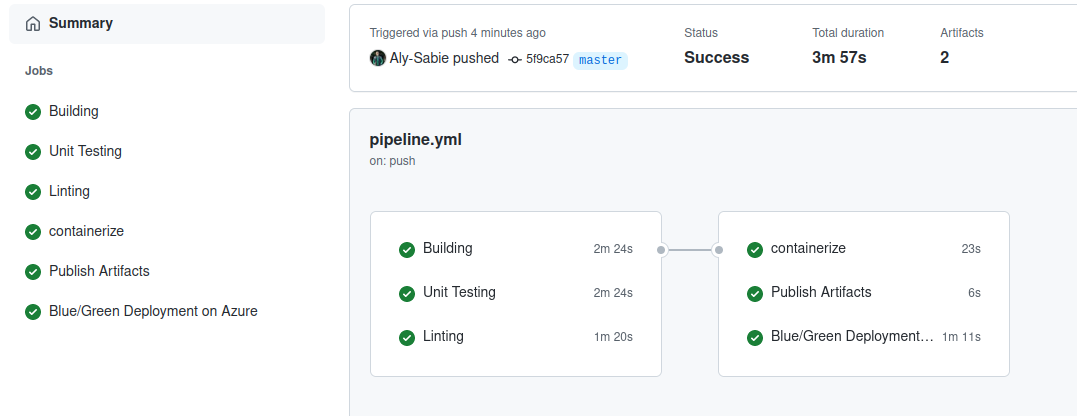 Summary
Jobs
Building
Unit Testing
Linting
containerize
Publish Artifacts
Blue/Green Deployment on Azure
Triggered via push 4 minutes ago
Aly-Sabie pushed 5f9ca57 master
Status
Success
Total duration
3m 57s
Artifacts
2
pipeline.yml
on: push
Building 2m 24s
Unit Testing 2m 24s
Linting 1m 20s
containerize 23s
Publish Artifacts 6s
Blue/Green Deployment… 1m 11s